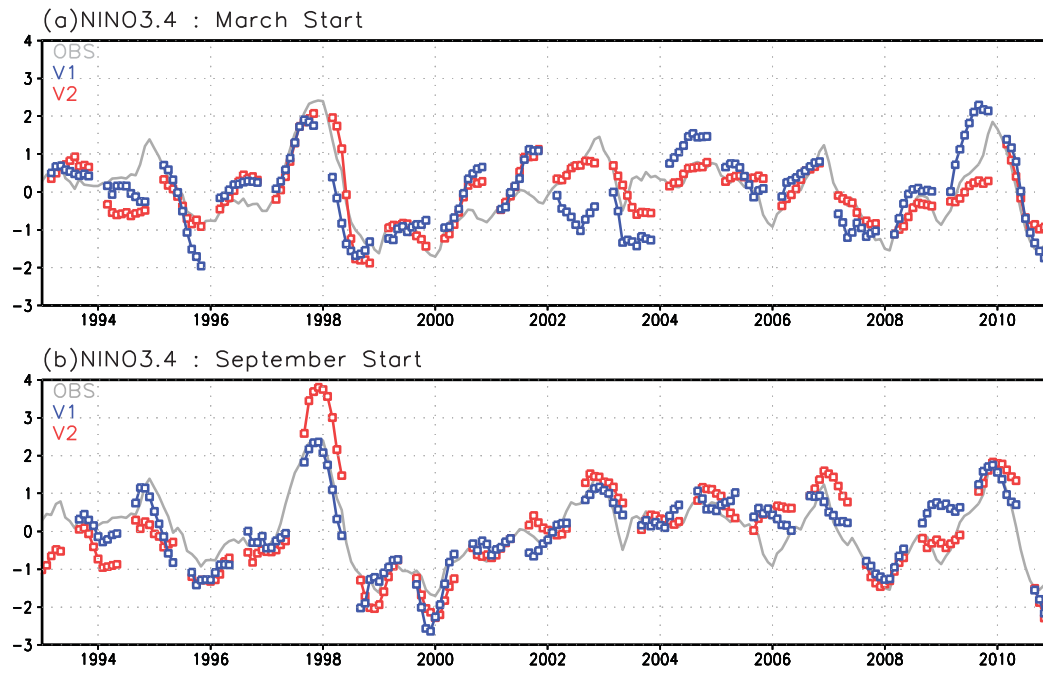 (a)NINO3.4 : March Start
4
OBS
3
V1
V2
2
1
0
−1
−2
−3
1994 1996 1998 2000 2002 2004 2006 2008 2010
(b)NINO3.4 : September Start
4
OBS
3
V1
V2
2
1
0
−1
−2
−3
1994 1996 1998 2000 2002 2004 2006 2008 2010